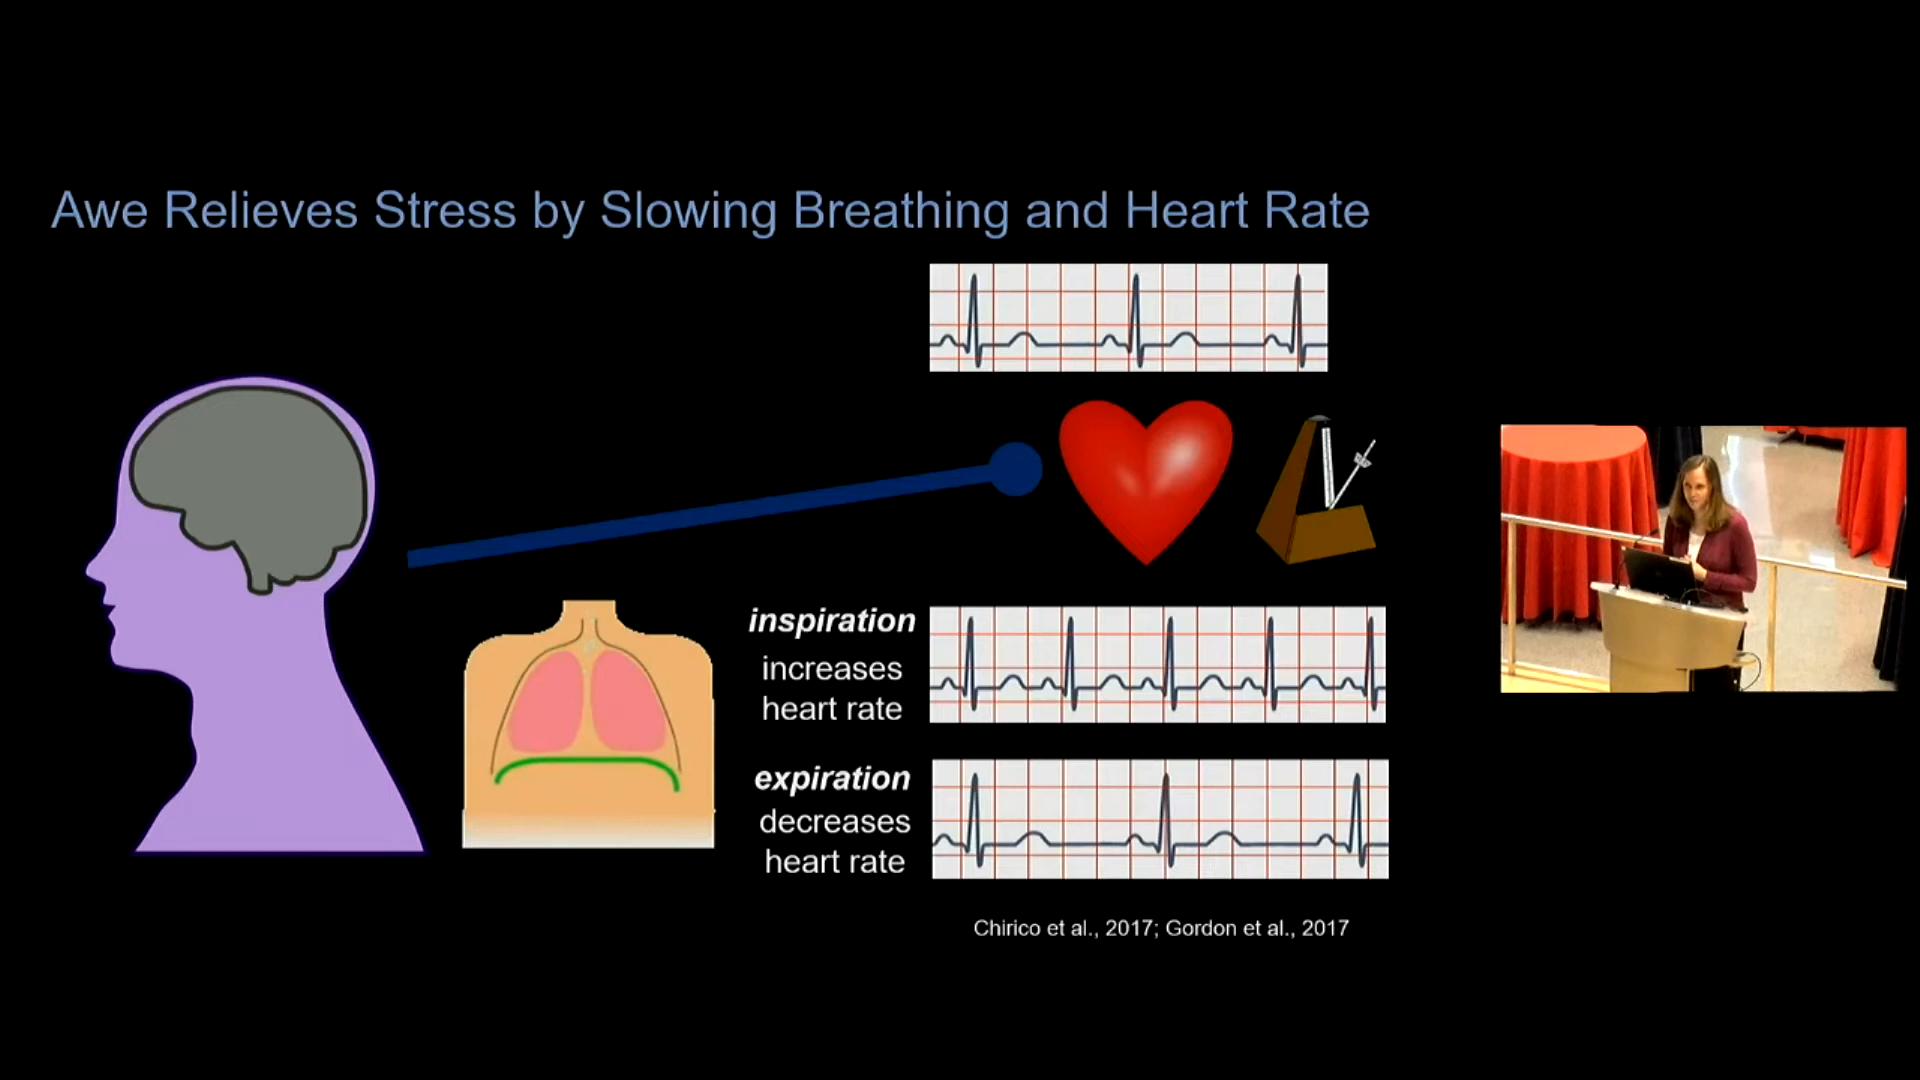 Awe Relieves Stress by Slowing Breathing and Heart Rate
inspiration
increases
heart rate
expiration
decreases
heart rate
Chirico et al., 2017; Gordon et al., 2017